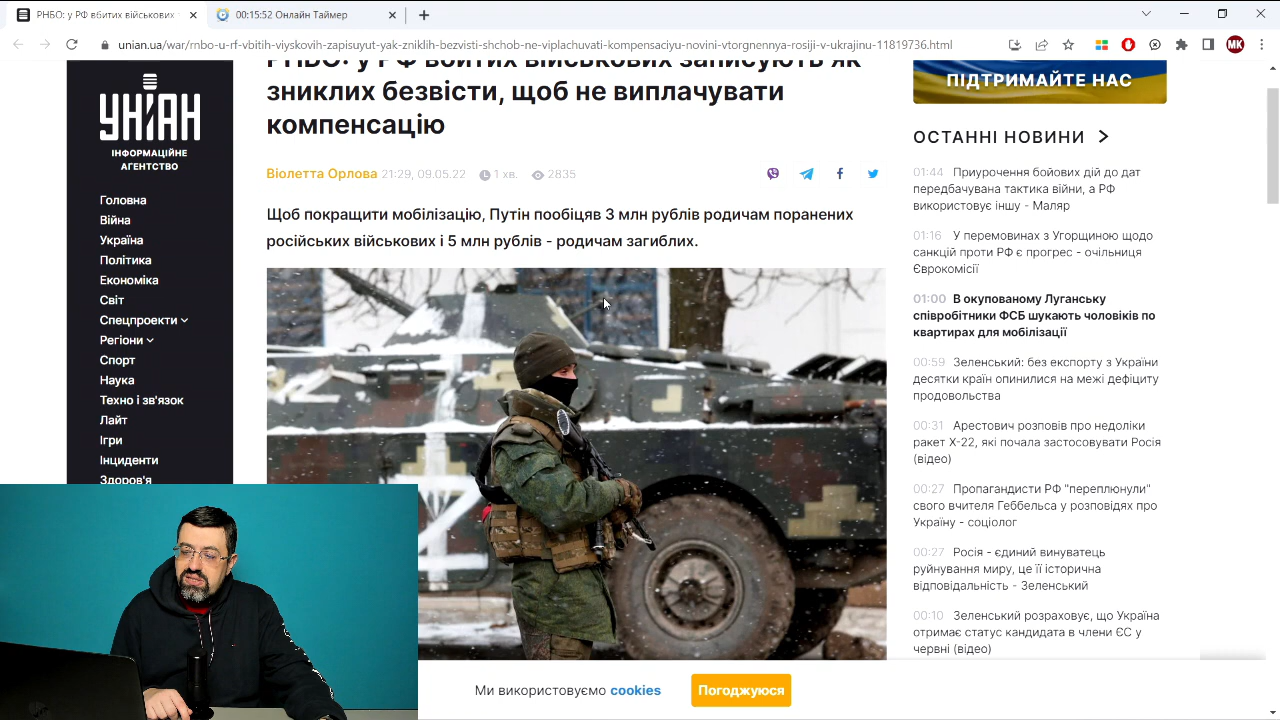 РНБО: у РФ вбитих військових
00:15:52 Онлайн Таймер
unian.ua/war/rnbo-u-rf-vbitih-viyskovih-zapisuyut-yak-zniklih-bezvisti-shchob-ne-viplachuvati-kompensaciyu-novini-vtorgnennya-rosiji-v-ukrajinu-11819736.html
МК
УНІАН
ІНФОРМАЦІЙНЕ
АГЕНТСТВО
Головна
Війна
Україна
Політика
Економіка
Світ
Спецпроекти
Регіони
Спорт
Наука
Техно і зв'язок
Лайт
Ігри
Інциденти
Здоров'я
РНБО: у РФ вбитих військових записують як
зниклих безвісти, щоб не виплачувати
компенсацію
Віолетта Орлова 21:29, 09.05.22 1 хв. 2835
Щоб покращити мобілізацію, Путін пообіцяв 3 млн рублів родичам поранених
російських військових і 5 млн рублів - родичам загиблих.
ПІДТРИМАЙТЕ НАС
ОСТАННІ НОВИНИ
01:44 Приурочення бойових дій до дат
передбачувана тактика війни, а РФ
використовує іншу - Маляр
01:16 У перемовинах з Угорщиною щодо
санкцій проти РФ є прогрес - очільниця
Єврокомісії
01:00 В окупованому Луганську
співробітники ФСБ шукають чоловіків по
квартирах для мобілізації
00:59 Зеленський: без експорту з України
десятки країн опинилися на межі дефіциту
продовольства
00:31 Арестович розповів про недоліки
ракет Х-22, які почала застосовувати Росія
(відео)
00:27 Пропагандисти РФ "переплюнули"
свого вчителя Геббельса у розповідях про
Україну - соціолог
00:27 Росія - єдиний винуватець
руйнування миру, це її історична
відповідальність - Зеленський
00:10 Зеленський розраховує, що Україна
отримає статус кандидата в члени ЄС у
червні (відео)
Ми використовуємо cookies
Погоджуюся